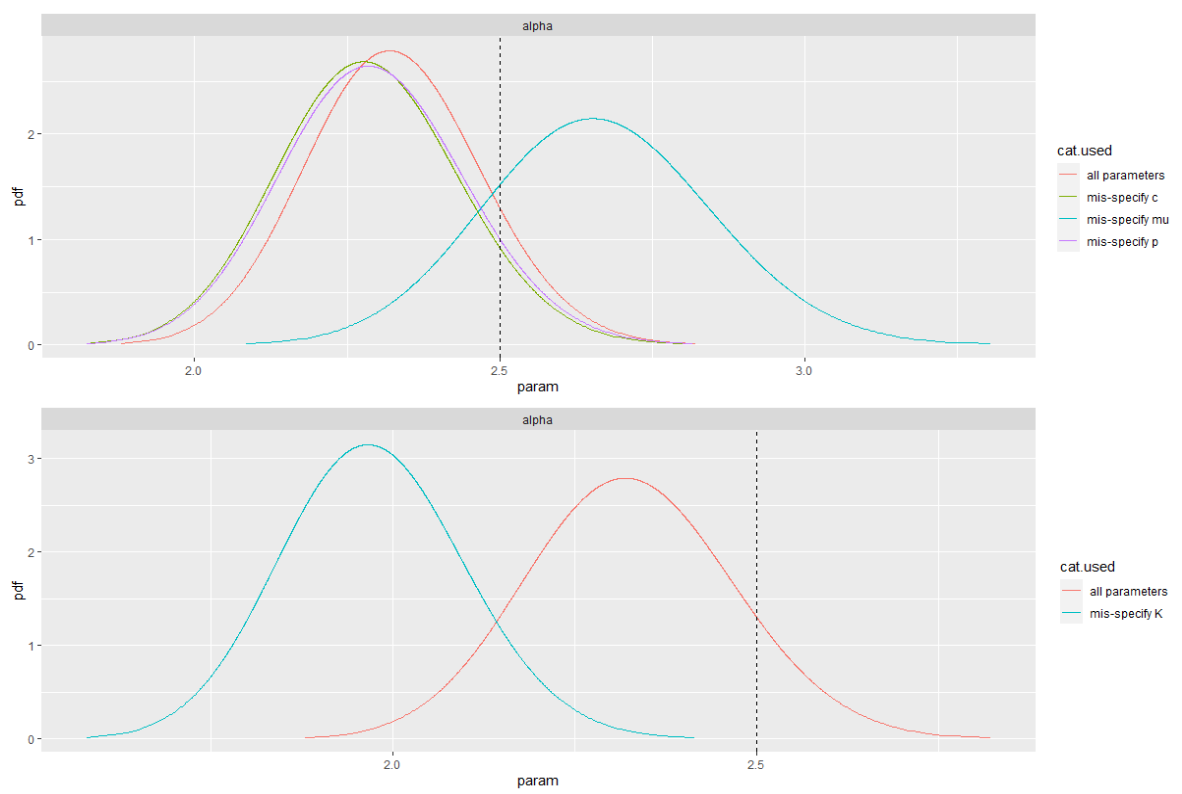 alpha
pdf
2
1
0
2.0
2.5
3.0
param
cat.used
all parameters
mis-specify c
mis-specify mu
mis-specify p
alpha
pdf
3
2
1
0
2.0
2.5
param
cat.used
all parameters
mis-specify K